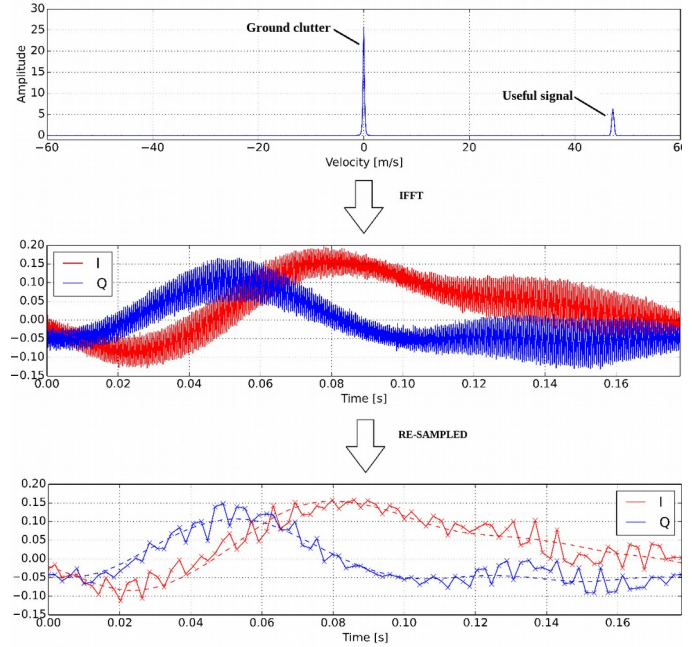 30
25
20
15
10
5
0
Amplitude
Ground clutter
Useful signal
−60 −40 −20 0 20 40 60
Velocity [m/s]
IFFT
0.20
0.15
0.10
0.05
0.00
−0.05
−0.10
−0.15
I
Q
0.00 0.02 0.04 0.06 0.08 0.10 0.12 0.14 0.16
Time [s]
RE-SAMPLED
0.20
0.15
0.10
0.05
0.00
−0.05
−0.10
−0.15
I
Q
0.00 0.02 0.04 0.06 0.08 0.10 0.12 0.14 0.16
Time [s]